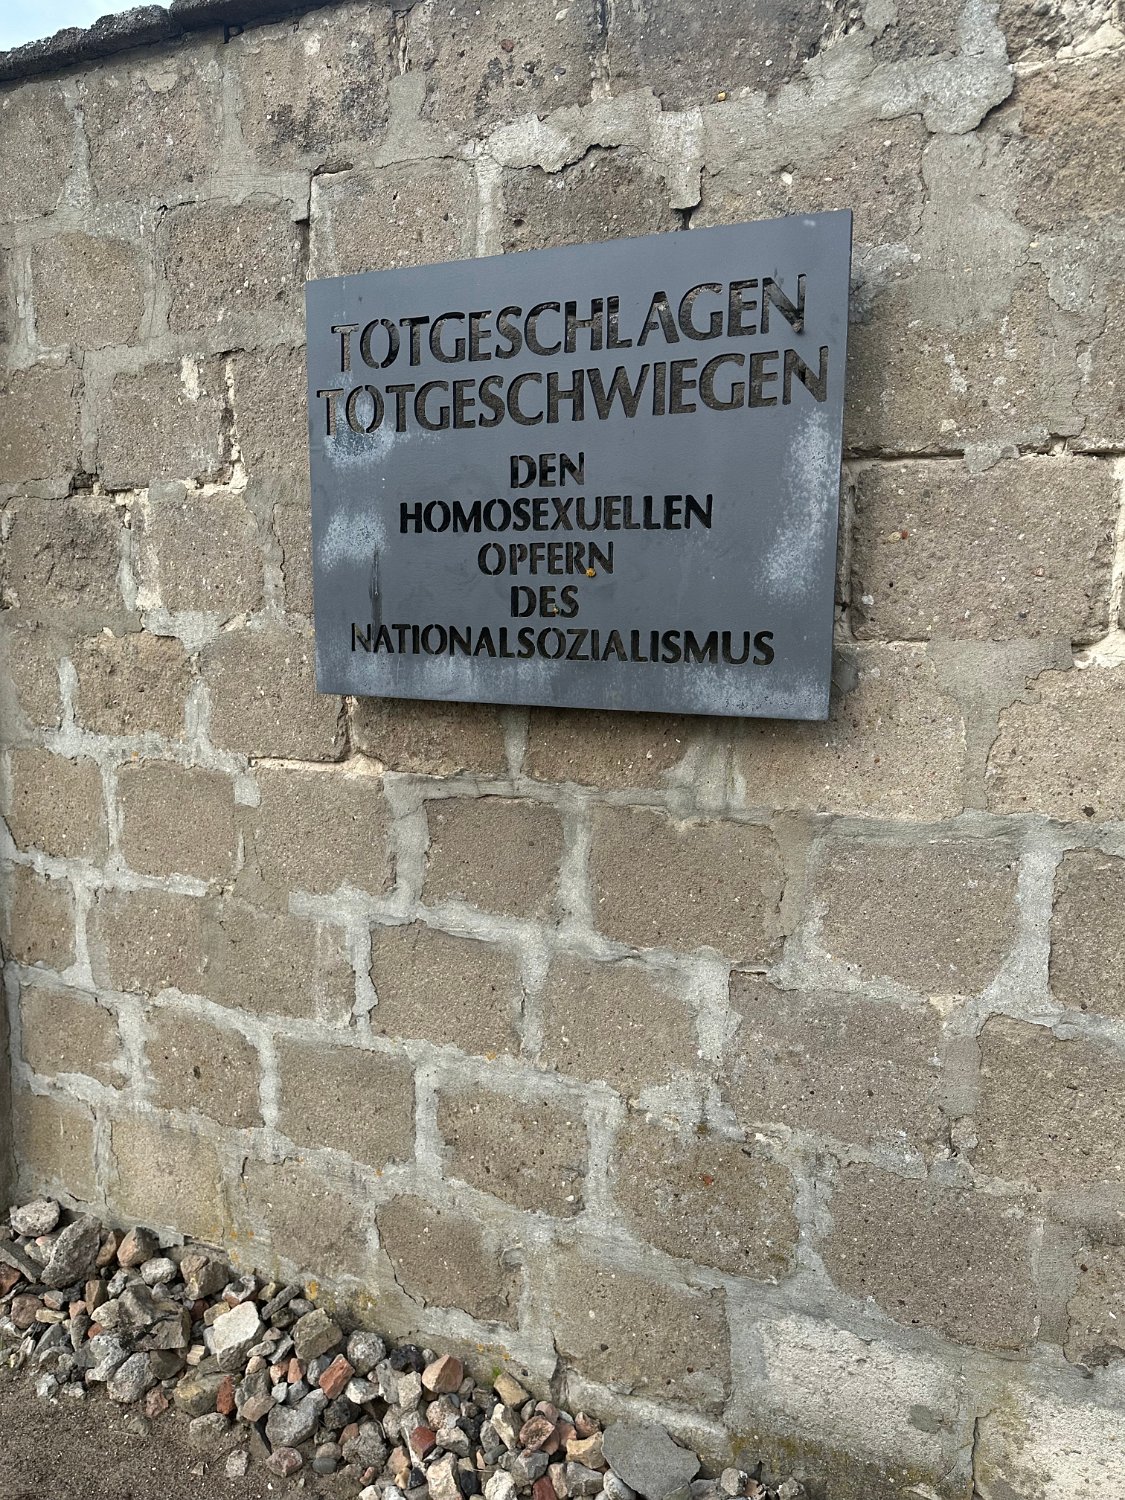 TOTGESCHLAGEN
TOTGESCHWIEGEN
DEN
HOMOSEXUELLEN
OPFERN
DES
NATIONALSOZIALISMUS